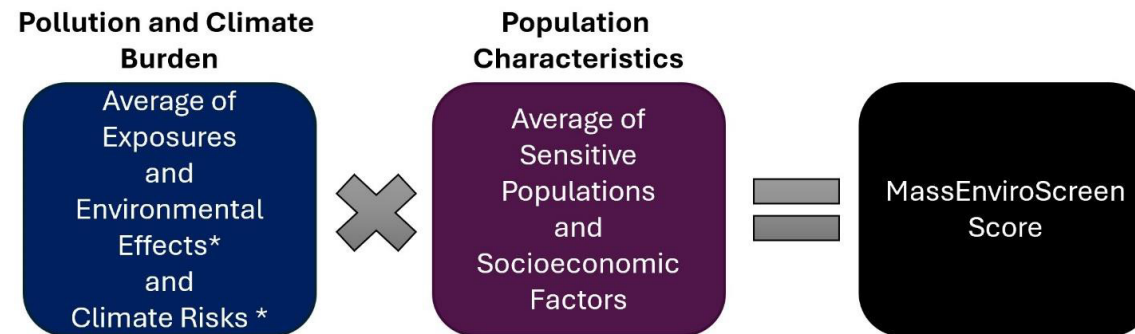 Pollution and Climate
Burden
Average of
Exposures
and
Environmental
Effects*
and
Climate Risks *
Population
Characteristics
Average of
Sensitive
Populations
and
Socioeconomic
Factors
MassEnviroScreen
Score